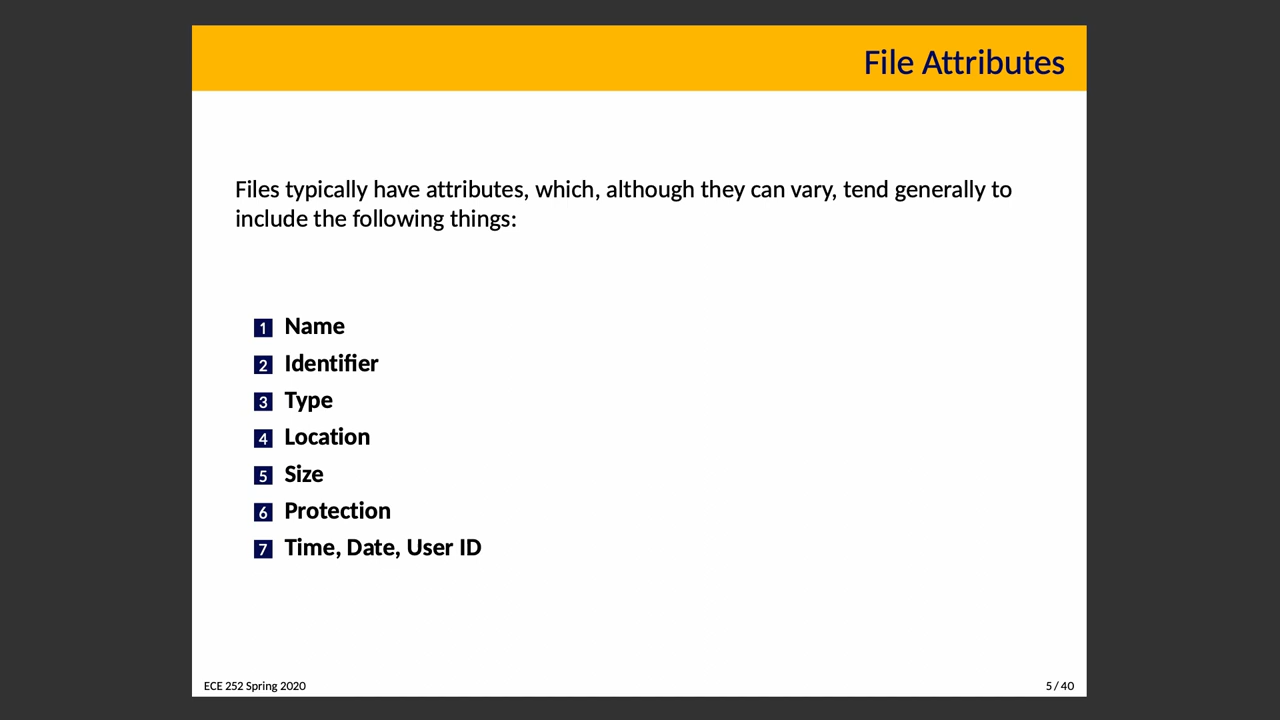 File Attributes
Files typically have attributes, which, although they can vary, tend generally to
include the following things:
1 Name
2 Identifier
3 Type
4 Location
5 Size
6 Protection
7 Time, Date, User ID
ECE 252 Spring 2020
5 / 40